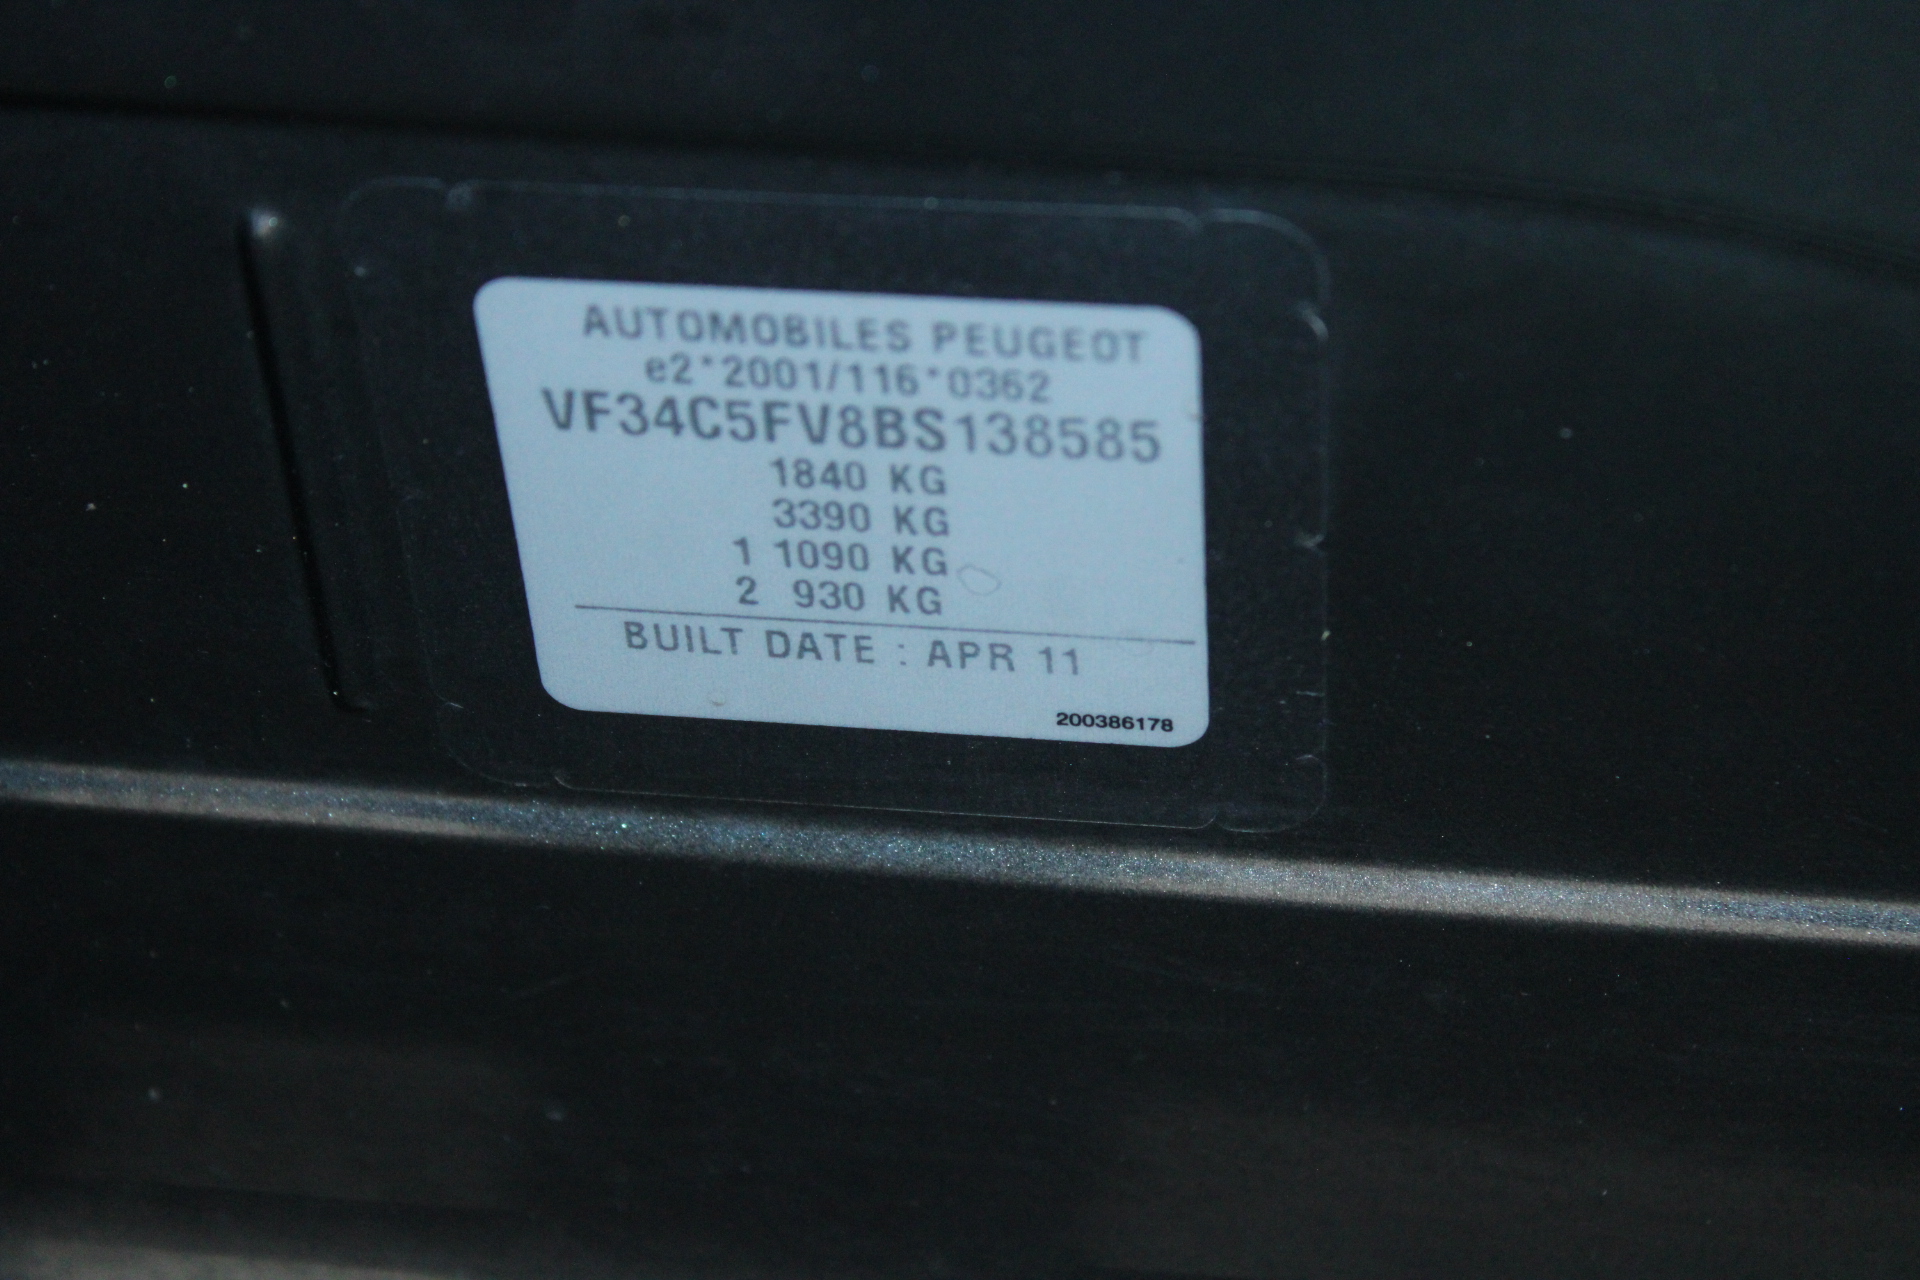 AUTOMOBILES PEUGEOT
e2*2001/116*0362
VF34C5FV8BS138585
1840 KG
3390 KG
1 1090 KG
2 930 KG
BUILT DATE : APR 11
200386178